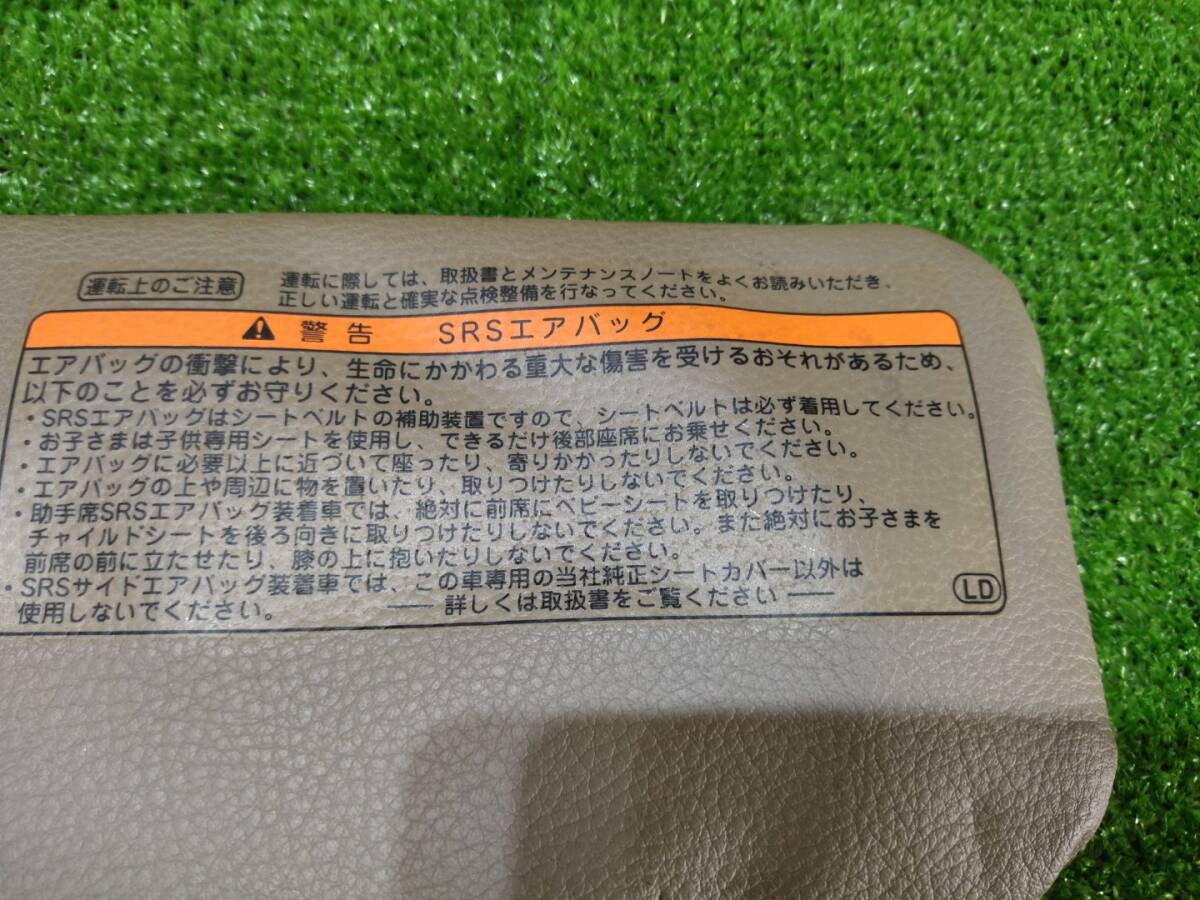 運転上のご注意
運転に際しては、取扱書とメンテナンスノートをよくお読みいただき、
正しい運転と確実な点検整備を行なってください。
警告 SRSエアバッグ
エアバッグの衝撃により、生命にかかわる重大な傷害を受けるおそれがあるため、
以下のことを必ずお守りください。
・SRSエアバッグはシートベルトの補助装置ですので、シートベルトは必ず着用してください。
・お子さまは子供専用シートを使用し、できるだけ後部座席にお乗せください。
・エアバッグに必要以上に近づいて座ったり、寄りかかったりしないでください。
・エアバッグの上や周辺に物を置いたり、取りつけたりしないでください。
・助手席SRSエアバッグ装着車では、絶対に前席にベビーシートを取りつけたり、
チャイルドシートを後ろ向きに取りつけたりしないでください。また絶対にお子さまを
前席の前に立たせたり、膝の上に抱いたりしないでください。
・SRSサイドエアバッグ装着車では、この車専用の当社純正シートカバー以外は
使用しないでください。
詳しくは取扱書をご覧ください
LD